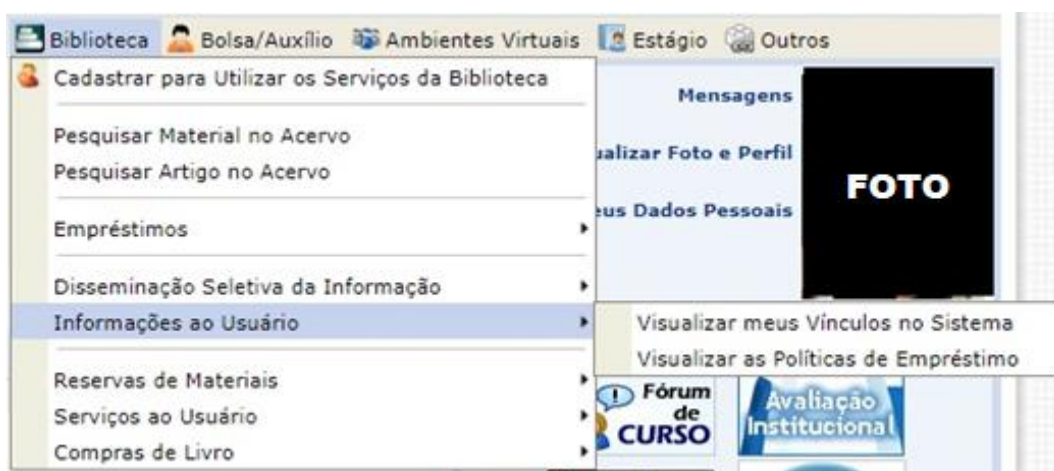 Biblioteca Bolsa/Auxílio Ambientes Virtuais Estágio Outros
Cadastrar para Utilizar os Serviços da Biblioteca
Pesquisar Material no Acervo
Pesquisar Artigo no Acervo
Empréstimos
Disseminação Seletiva da Informação
Informações ao Usuário
Reservas de Materiais
Serviços ao Usuário
Compras de Livro
Visualizar meus Vínculos no Sistema
Visualizar as Políticas de Empréstimo
Mensagens
Foto e Perfil
Dados Pessoais
FOTO
Fórum
de
CURSO
Avaliação
Institucional